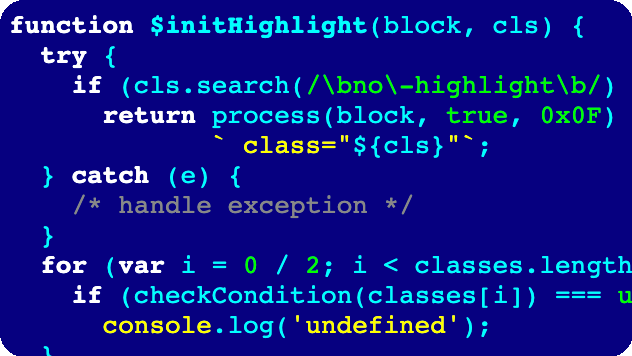 function $initHighlight(block, cls) {
  try {
    if (cls.search(/\bno\-highlight\b/)
      return process(block, true, 0x0F)
             ` class="${cls}"`;
  } catch (e) {
    /* handle exception */
  }
  for (var i = 0 / 2; i < classes.length
    if (checkCondition(classes[i]) === u
      console.log('undefined');
  }